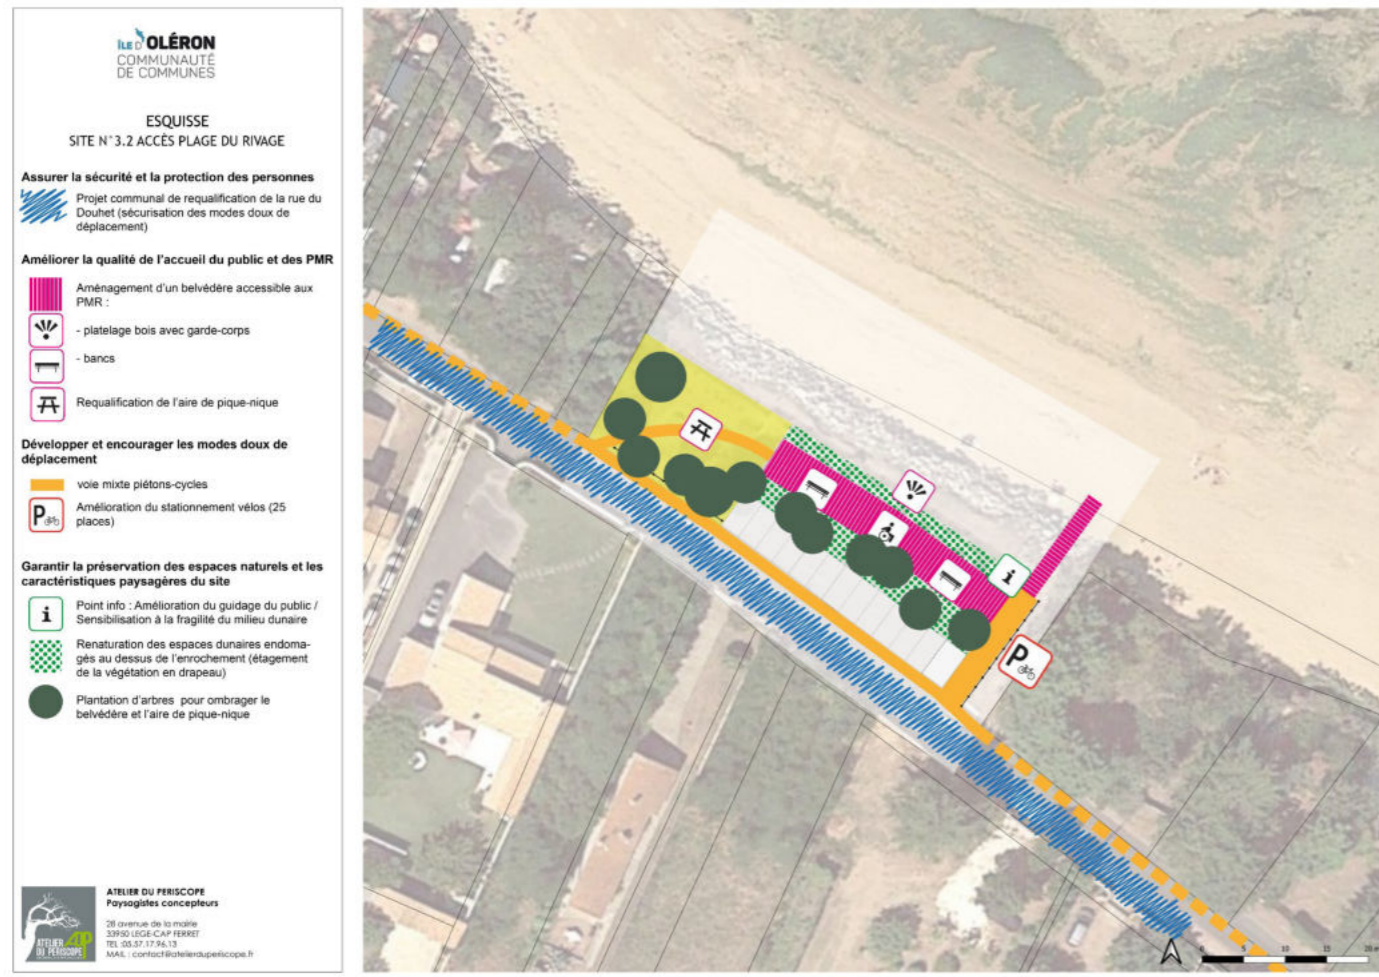 ÎLE D'OLÉRON
COMMUNAUTÉ
DE COMMUNES
ESQUISSE
SITE N°3.2 ACCÈS PLAGE DU RIVAGE
Assurer la sécurité et la protection des personnes
Projet communal de requalification de la rue du
Douhet (sécurisation des modes doux de
déplacement)
Améliorer la qualité de l'accueil du public et des PMR
Aménagement d'un belvédère accessible aux
PMR :
- platelage bois avec garde-corps
- bancs
Requalification de l'aire de pique-nique
Développer et encourager les modes doux de
déplacement
voie mixte piétons-cycles
P
Amélioration du stationnement vélos (25
places)
Garantir la préservation des espaces naturels et les
caractéristiques paysagères du site
i
Point info : Amélioration du guidage du public /
Sensibilisation à la fragilité du milieu dunaire
Renaturation des espaces dunaires endoma-
gés au dessus de l'enrochement (étagement
de la végétation en drapeau)
Plantation d'arbres pour ombrager le
belvédère et l'aire de pique-nique
ATELIER DU PERISCOPE
ADP
ATELIER DU PERISCOPE
Paysagistes concepteurs
28 avenue de la mairie
33950 LEGE-CAP FERRET
TEL :05.57.17.96.13
MAIL : contact@atelierduperiscope.fr
i
P
0 5 10 15 20 m